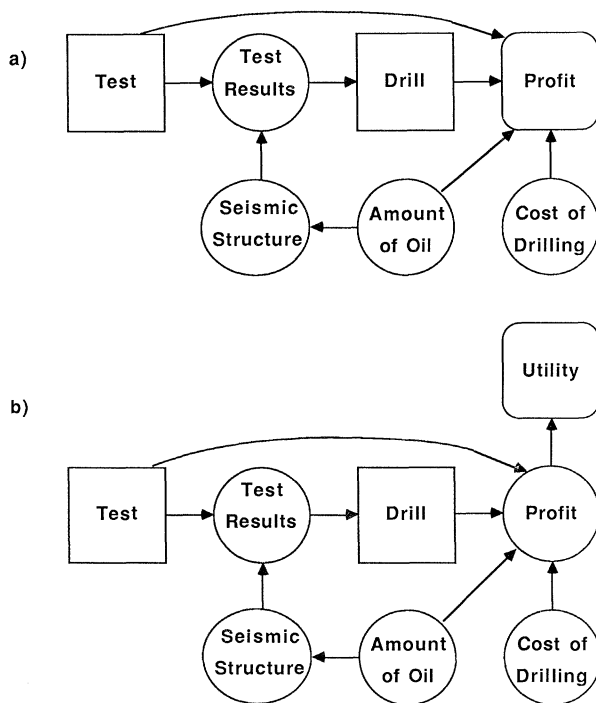 a)
Test
Test
Results
Drill
Profit
Seismic
Structure
Amount
of Oil
Cost of
Drilling
Utility
b)
Test
Test
Results
Drill
Profit
Seismic
Structure
Amount
of Oil
Cost of
Drilling